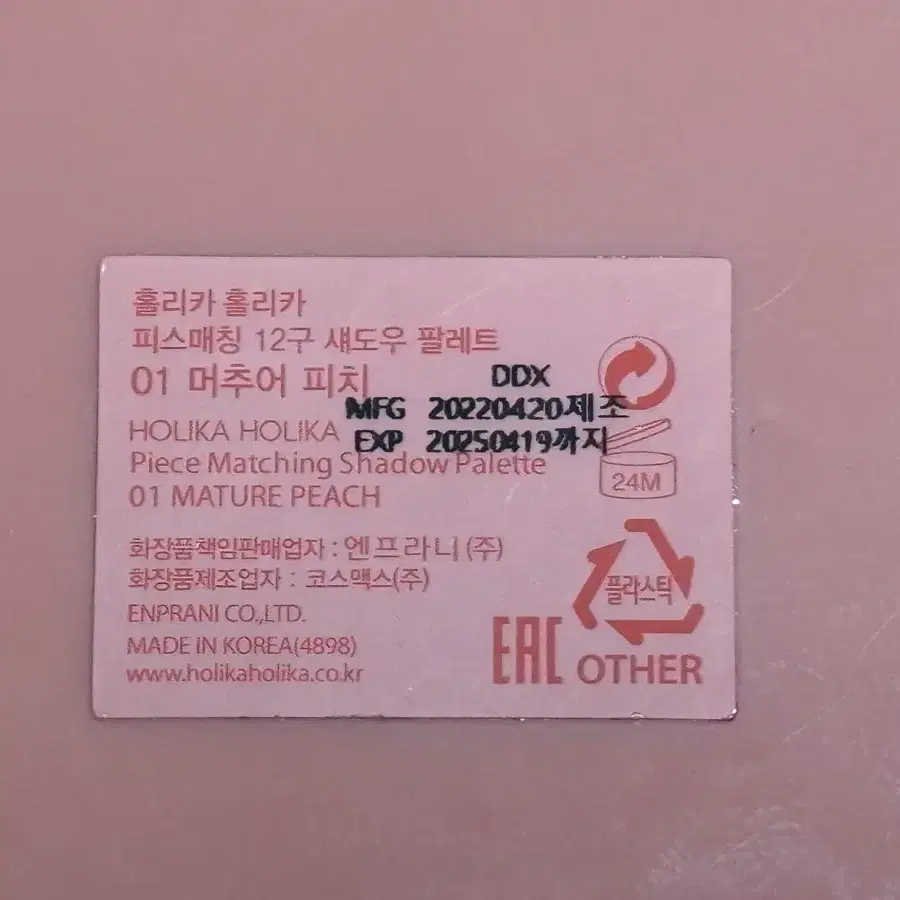 홀리카 홀리카
피스매칭 12구 섀도우 팔레트
01 머추어 피치
DDX
MFG 20220420제조
EXP 20250419까지
HOLIKA HOLIKA
Piece Matching Shadow Palette
01 MATURE PEACH
24M
화장품책임판매업자 : 엔프라니 (주)
화장품제조업자 : 코스맥스(주)
ENPRANI CO.,LTD.
MADE IN KOREA(4898)
www.holikaholika.co.kr
플라스틱
EAC OTHER